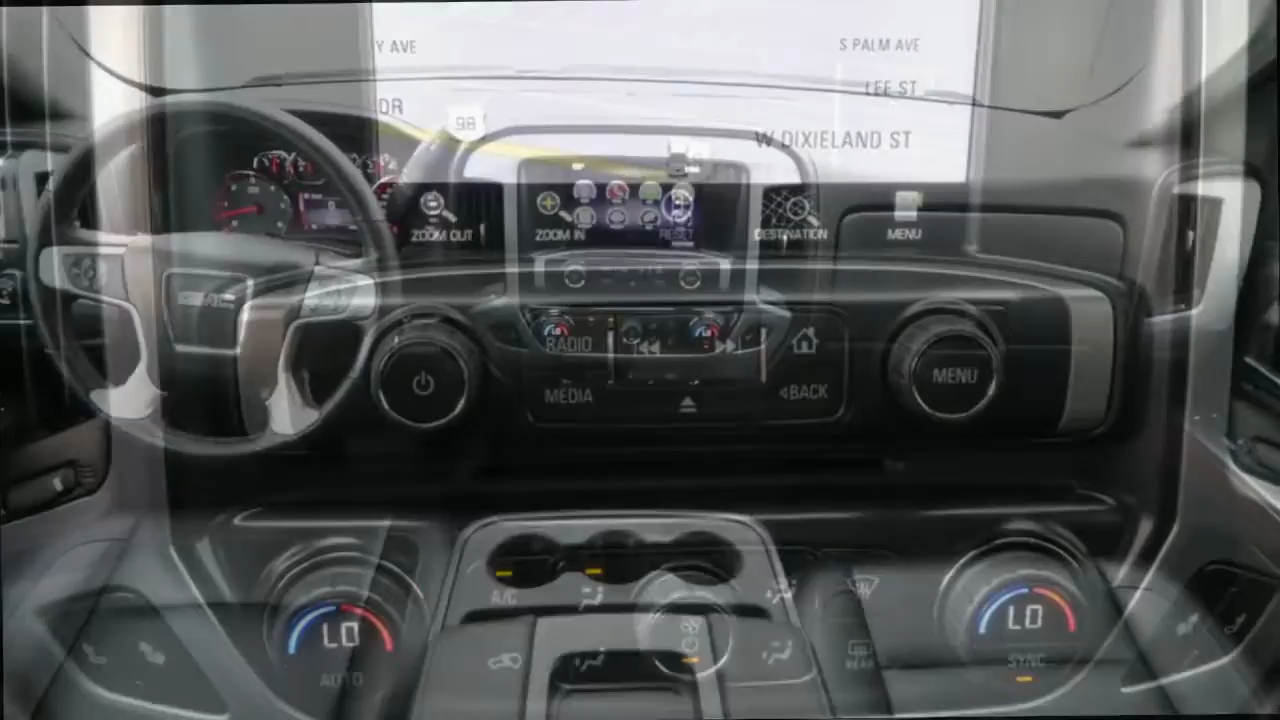 Y AVE
S PALM AVE
LEE ST
DR
98
W DIXIELAND ST
ZOOM OUT
ZOOM IN
RESET
DESTINATION
MENU
GMC
RADIO
MENU
MEDIA
BACK
A/C
LO
LO
AUTO
REAR
SYNC